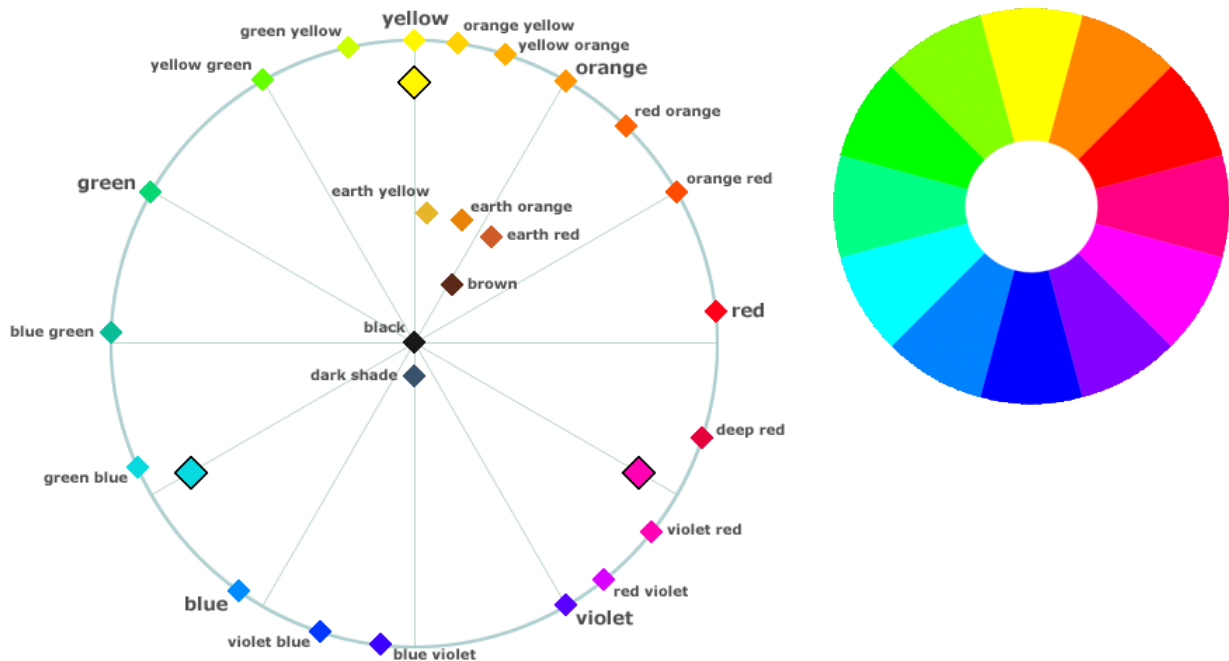 yellow
orange yellow
green yellow
yellow orange
yellow green
orange
red orange
orange red
green
earth yellow
earth orange
earth red
brown
red
black
blue green
dark shade
deep red
green blue
violet red
red violet
blue
violet
violet blue
blue violet